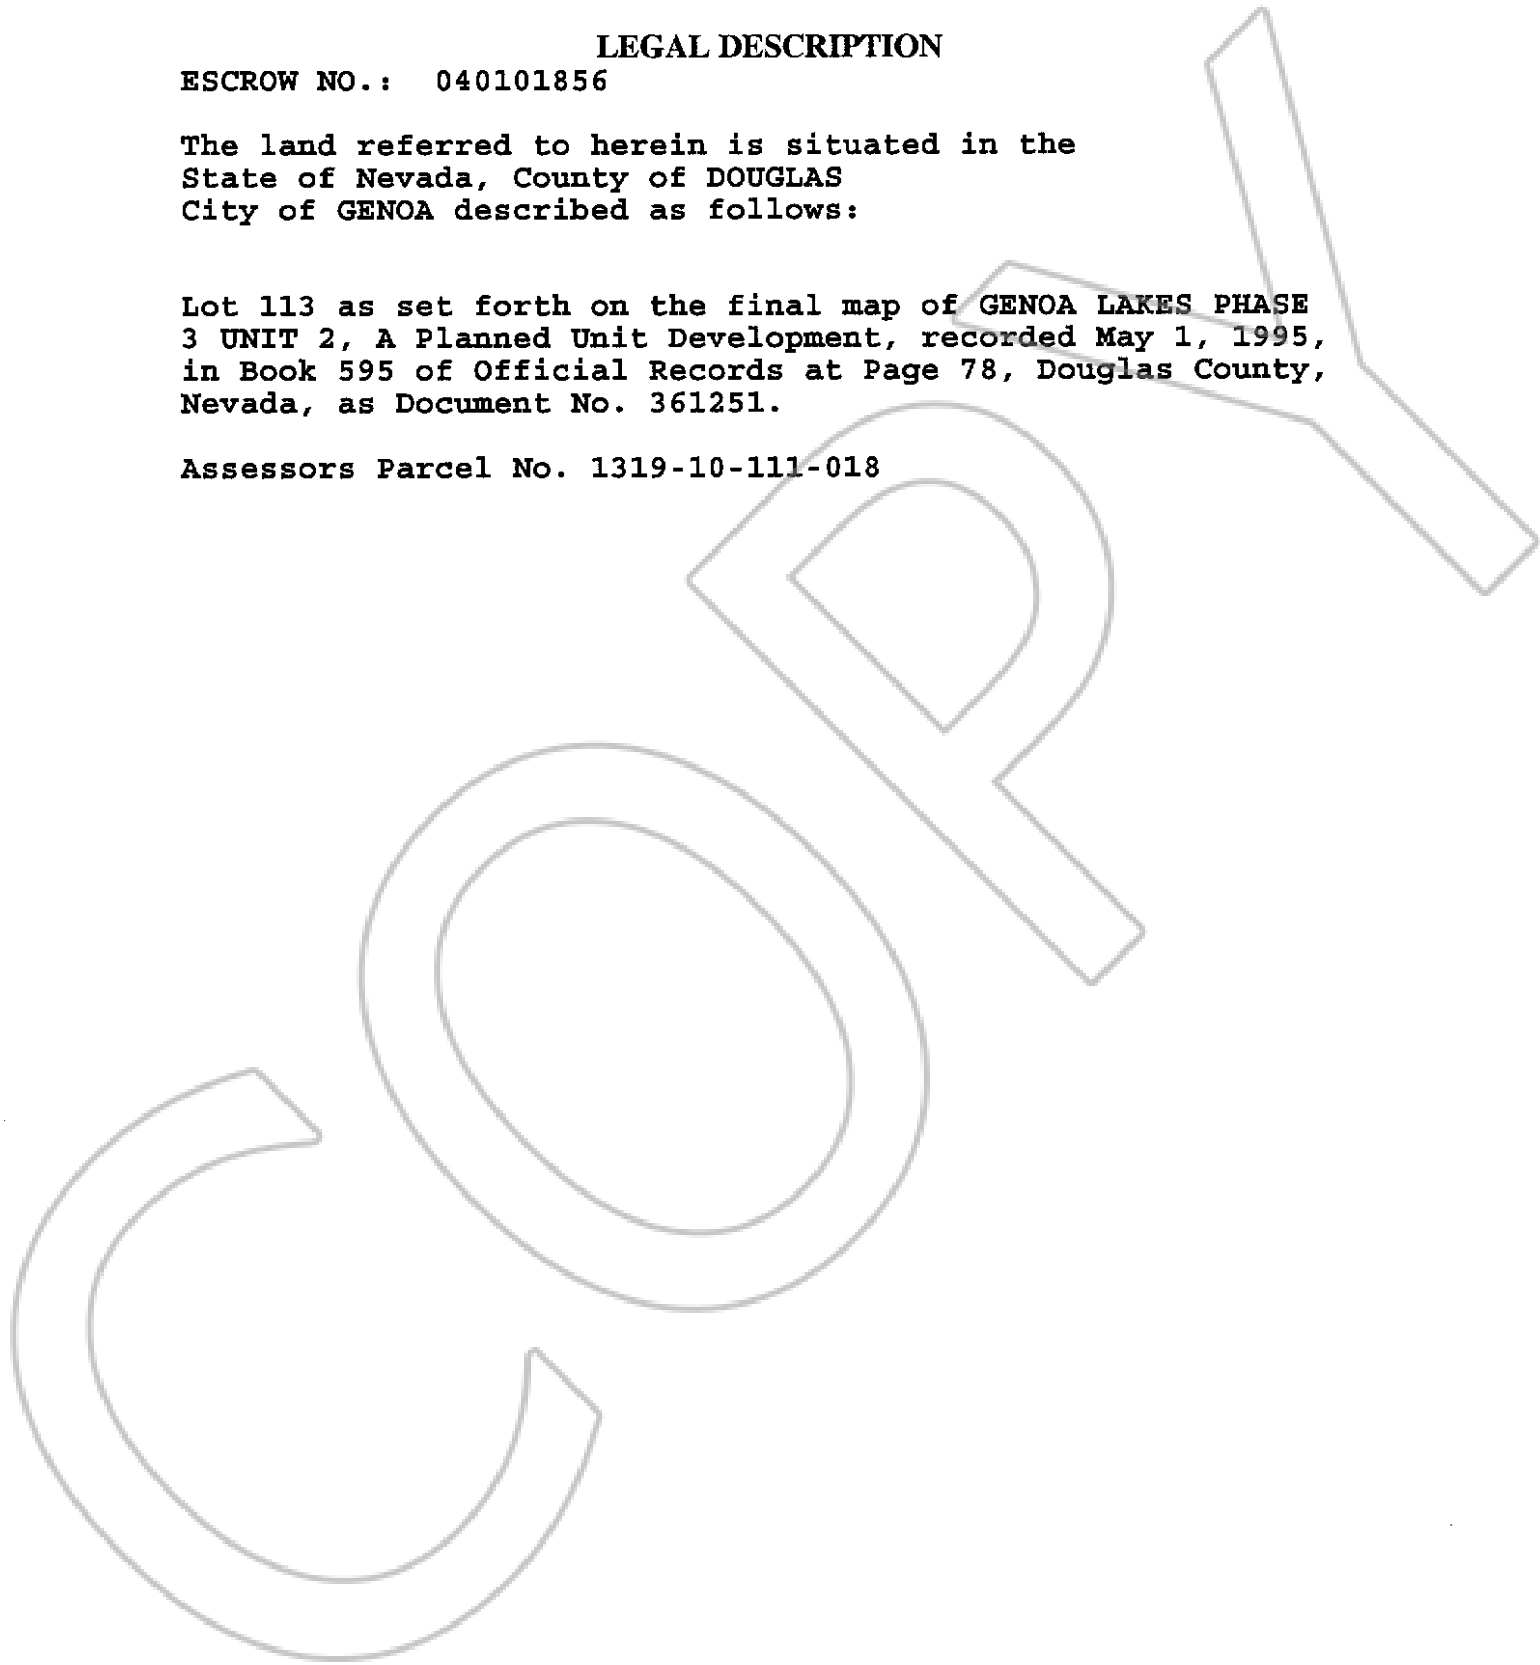 LEGAL DESCRIPTION
ESCROW NO.: 040101856
The land referred to herein is situated in the
State of Nevada, County of DOUGLAS
City of GENOA described as follows:
Lot 113 as set forth on the final map of GENOA LAKES PHASE
3 UNIT 2, A Planned Unit Development, recorded May 1, 1995,
in Book 595 of Official Records at Page 78, Douglas County,
Nevada, as Document No. 361251.
Assessors Parcel No. 1319-10-111-018
COPY